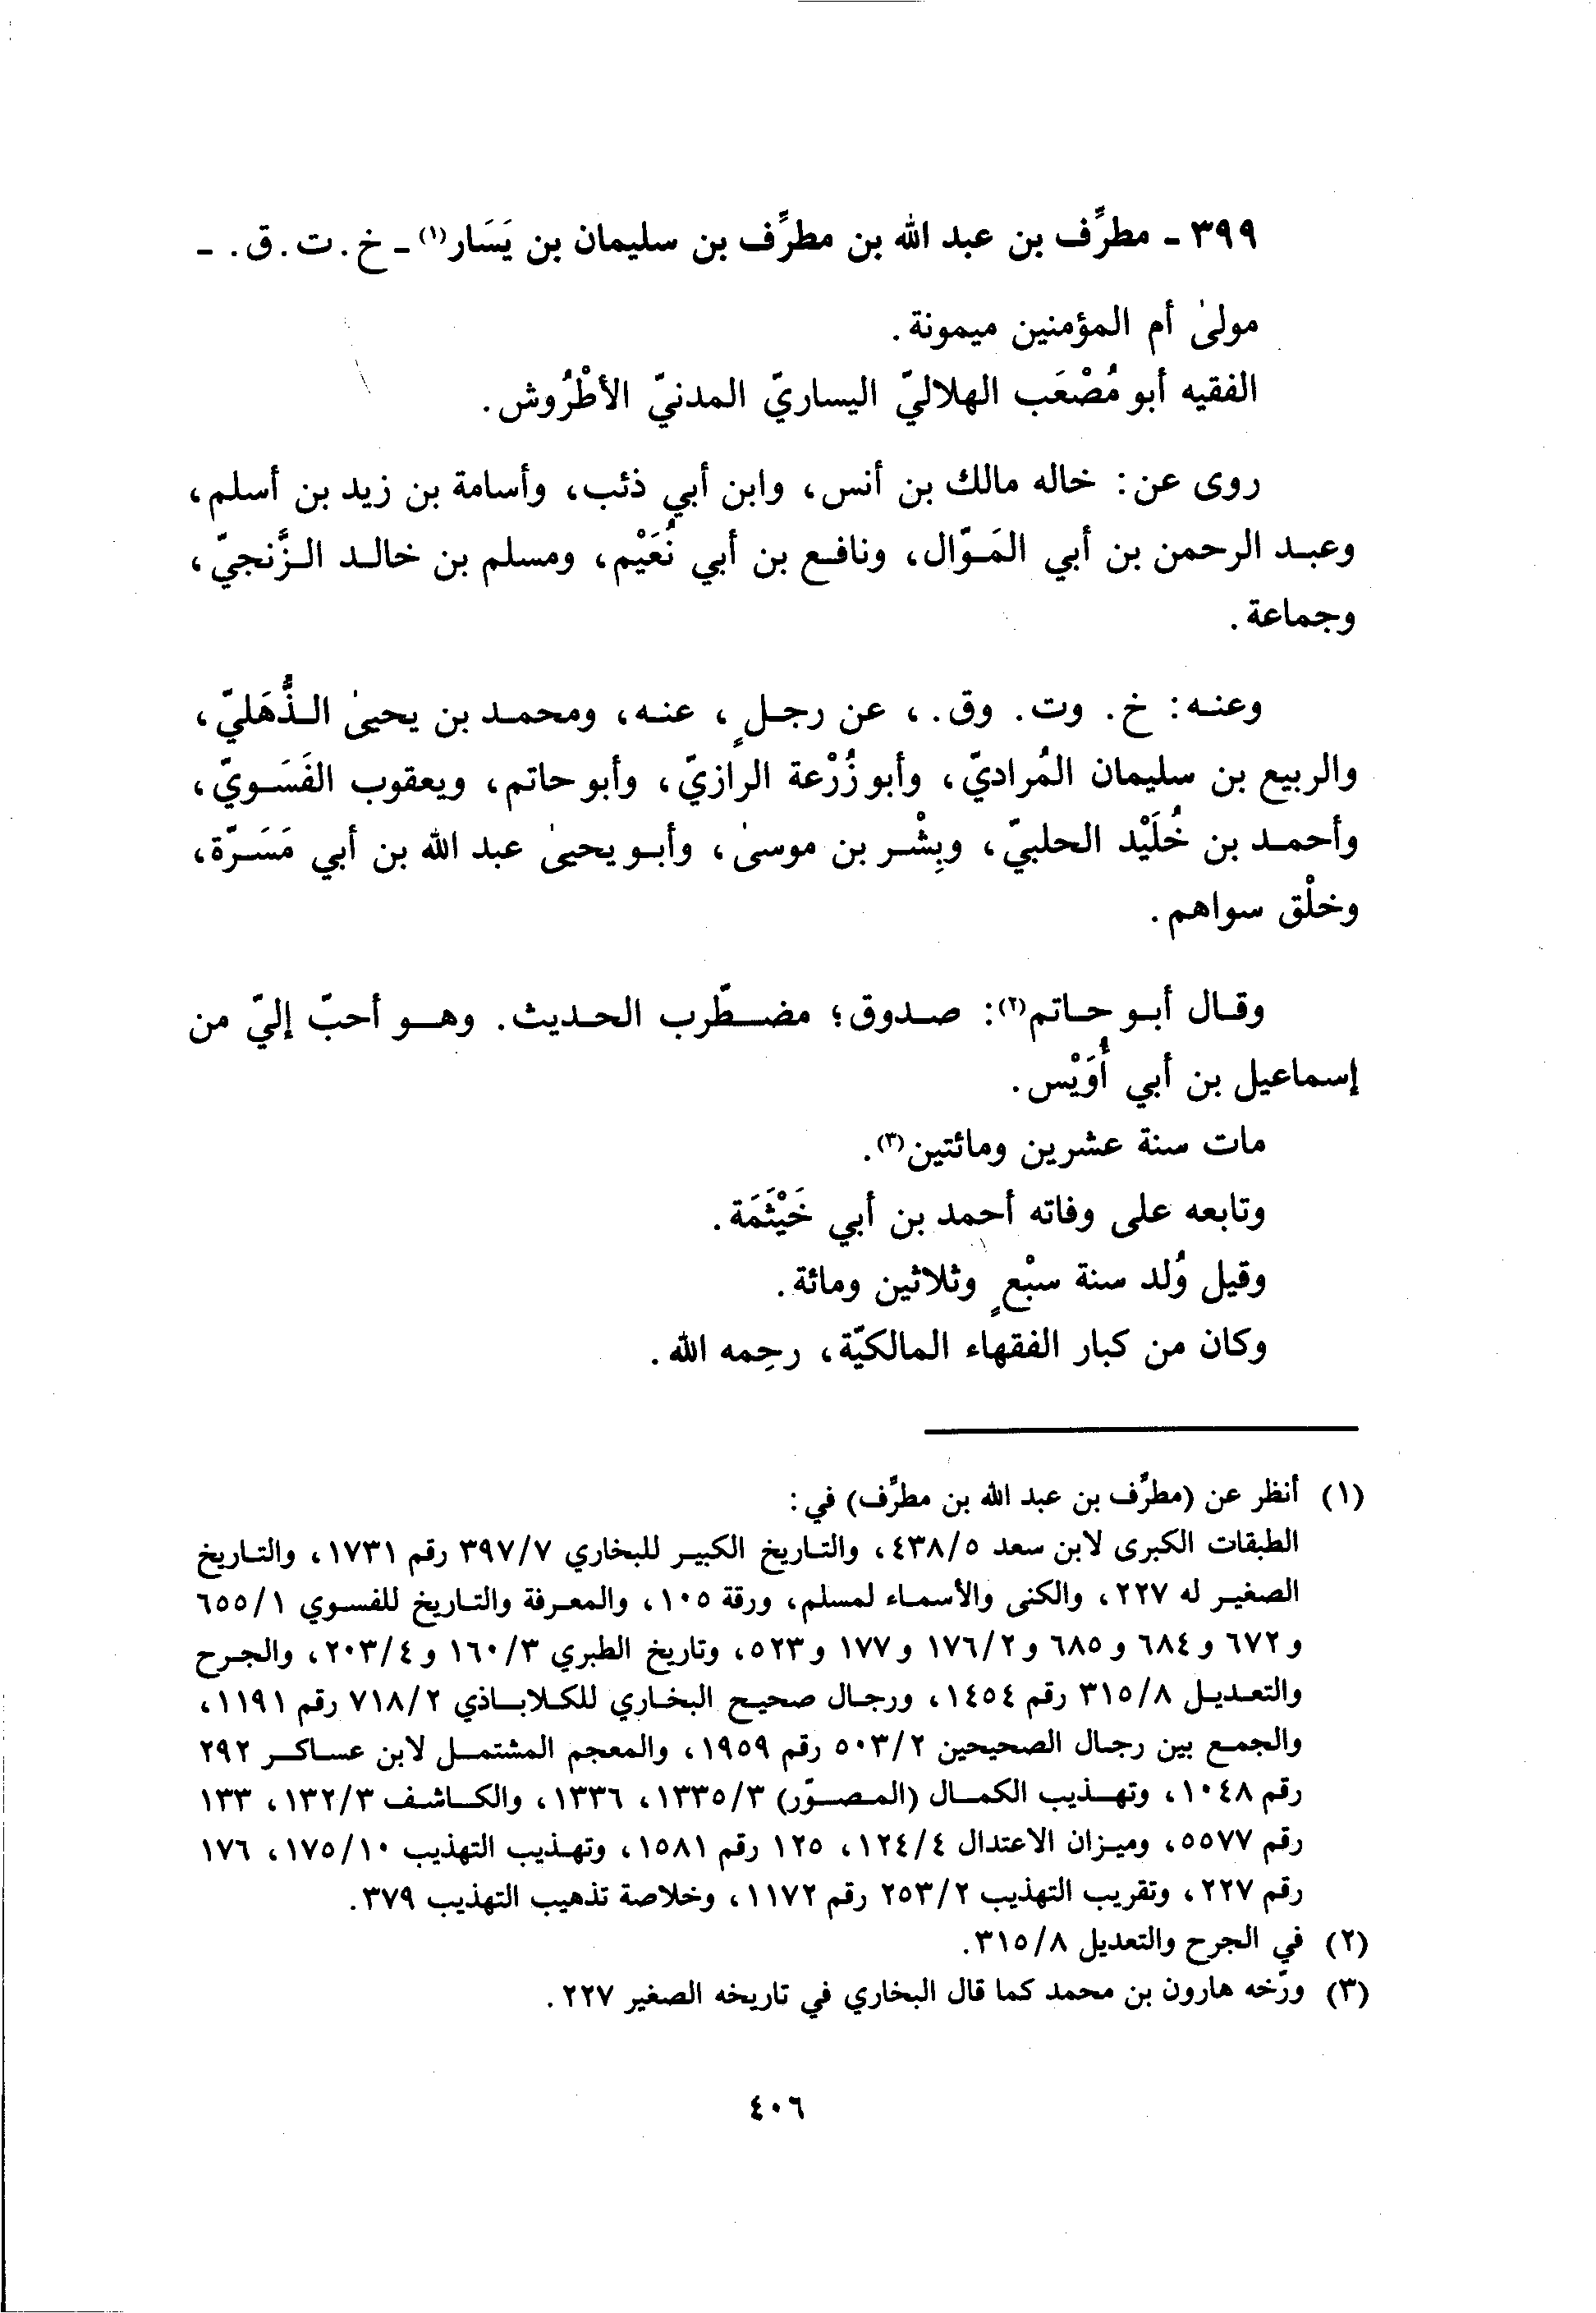 ٣٩٩ - مطرِّف بن عبد الله بن مطرِّف بن سليمان بن يَسَار(١) - خ. ت. ق. -
مولىٰ أم المؤمنين ميمونة.
الفقيه أبو مُصْعَب الهلاليّ اليساريّ المدنيّ الأطْرُوش.
روى عن: خاله مالك بن أنس، وابن أبي ذئب، وأسامة بن زيد بن أسلم،
وعبد الرحمن بن أبي المَوّال، ونافع بن أبي نُعَيْم، ومسلم بن خالد الزَّنجيّ،
وجماعة.
وعنه: خ. وت. وق.، عن رجلٍ، عنه، ومحمد بن يحيىٰ الذُّهَليّ،
والربيع بن سليمان المُراديّ، وأبو زُرْعة الرازيّ، وأبو حاتم، ويعقوب الفَسَويّ،
وأحمد بن خُلَيْد الحلبيّ، وبِشْر بن موسىٰ، وأبو يحيىٰ عبد الله بن أبي مَسَرّة،
وخلْق سواهم.
وقال أبو حاتم(٢): صدوق؛ مضطّرب الحديث. وهو أحبّ إليّ من
إسماعيل بن أبي أُوَيْس.
مات سنة عشرين ومائتين(٣).
وتابعه على وفاته أحمد بن أبي خَيْثَمَة.
وقيل وُلد سنة سبْعٍ وثلاثين ومائة.
وكان من كبار الفقهاء المالكيّة، رحِمه الله.
(١) أنظر عن (مطرِّف بن عبد الله بن مطرِّف) في:
الطبقات الكبرى لابن سعد ٤٣٨/٥، والتاريخ الكبير للبخاري ٣٩٧/٧ رقم ١٧٣١، والتاريخ
الصغير له ٢٢٧، والكنى والأسماء لمسلم، ورقة ١٠٥، والمعرفة والتاريخ للفسوي ٦٥٥/١
و٦٧٢ و٦٨٤ و٦٨٥ و١٧٦/٢ و١٧٧ و٥٢٣، وتاريخ الطبري ١٦٠/٣ و٢٠٣/٤، والجرح
والتعديل ٣١٥/٨ رقم ١٤٥٤، ورجال صحيح البخاري للكلاباذي ٧١٨/٢ رقم ١١٩١،
والجمع بين رجال الصحيحين ٥٠٣/٢ رقم ١٩٥٩، والمعجم المشتمل لابن عساكر ٢٩٢
رقم ١٠٤٨، وتهذيب الكمال (المصوّر) ١٣٣٥/٣، ١٣٣٦، والكاشف ١٣٢/٣، ١٣٣
رقم ٥٥٧٧، وميزان الاعتدال ١٢٤/٤، ١٢٥ رقم ١٥٨١، وتهذيب التهذيب ١٧٥/١٠، ١٧٦
رقم ٢٢٧، وتقريب التهذيب ٢٥٣/٢ رقم ١١٧٢، وخلاصة تذهيب التهذيب ٣٧٩.
(٢) في الجرح والتعديل ٣١٥/٨.
(٣) ورّخه هارون بن محمد كما قال البخاري في تاريخه الصغير ٢٢٧.
٤٠٦